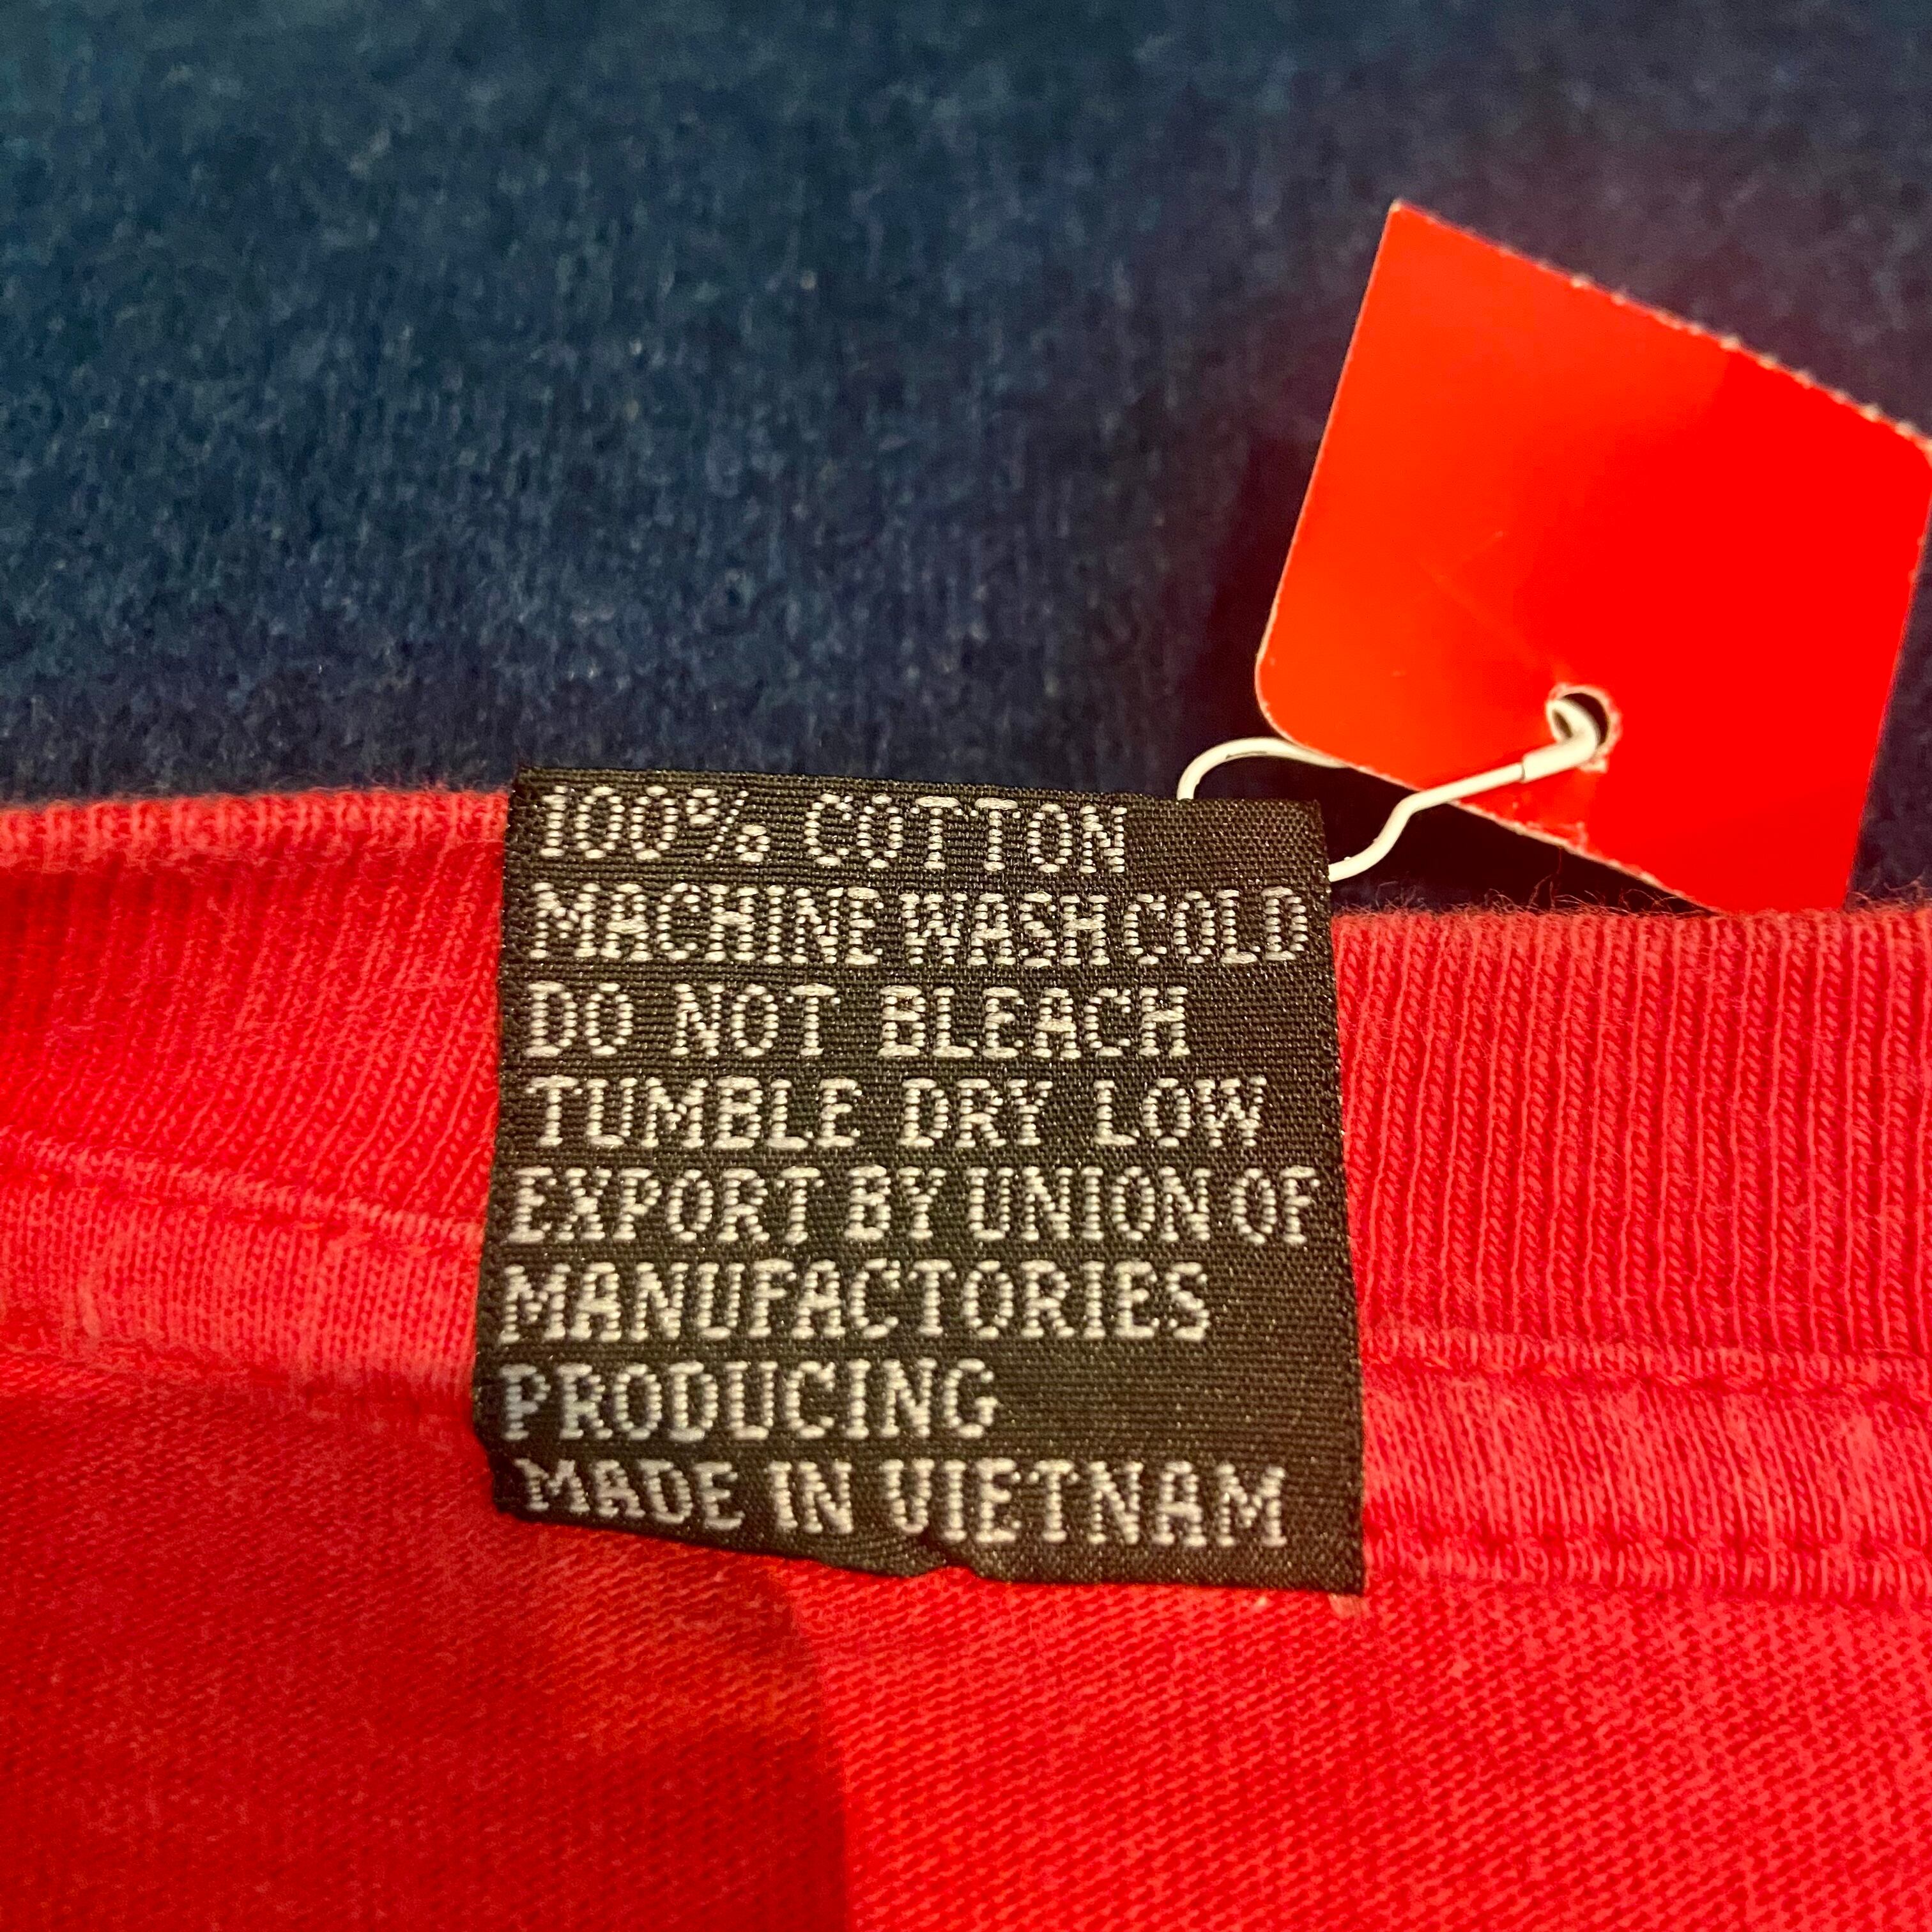 100% COTTON
MACHINE WASH COLD
DO NOT BLEACH
TUMBLE DRY LOW
EXPORT BY UNION OF
MANUFACTORIES
PRODUCING
MADE IN VIETNAM